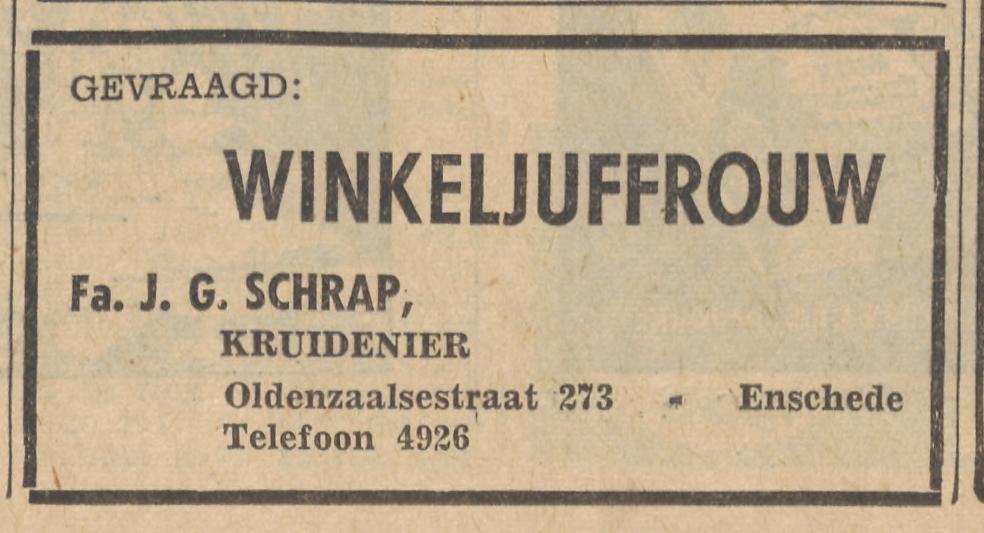 GEVRAAGD:
WINKELJUFFROUW
Fa. J. G. SCHRAP,
KRUIDENIER
Oldenzaalsestraat 273 - Enschede
Telefoon 4926